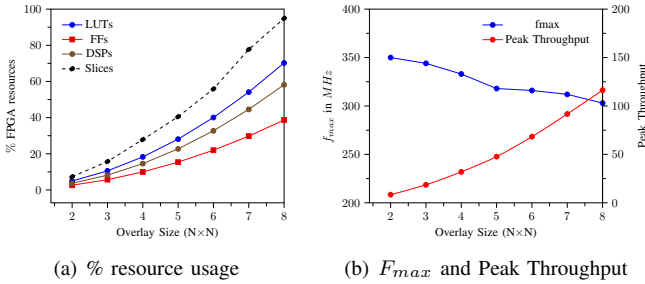 100
80
60
40
20
0
% FPGA resources
LUTs
FFs
DSPs
Slices
2 3 4 5 6 7 8
Overlay Size (N×N)
(a) % resource usage
400
350
300
250
200
f_max in MHz
fmax
Peak Throughput
200
150
100
50
0
Peak Throughput
2 3 4 5 6 7 8
Overlay Size (N×N)
(b) F_max and Peak Throughput